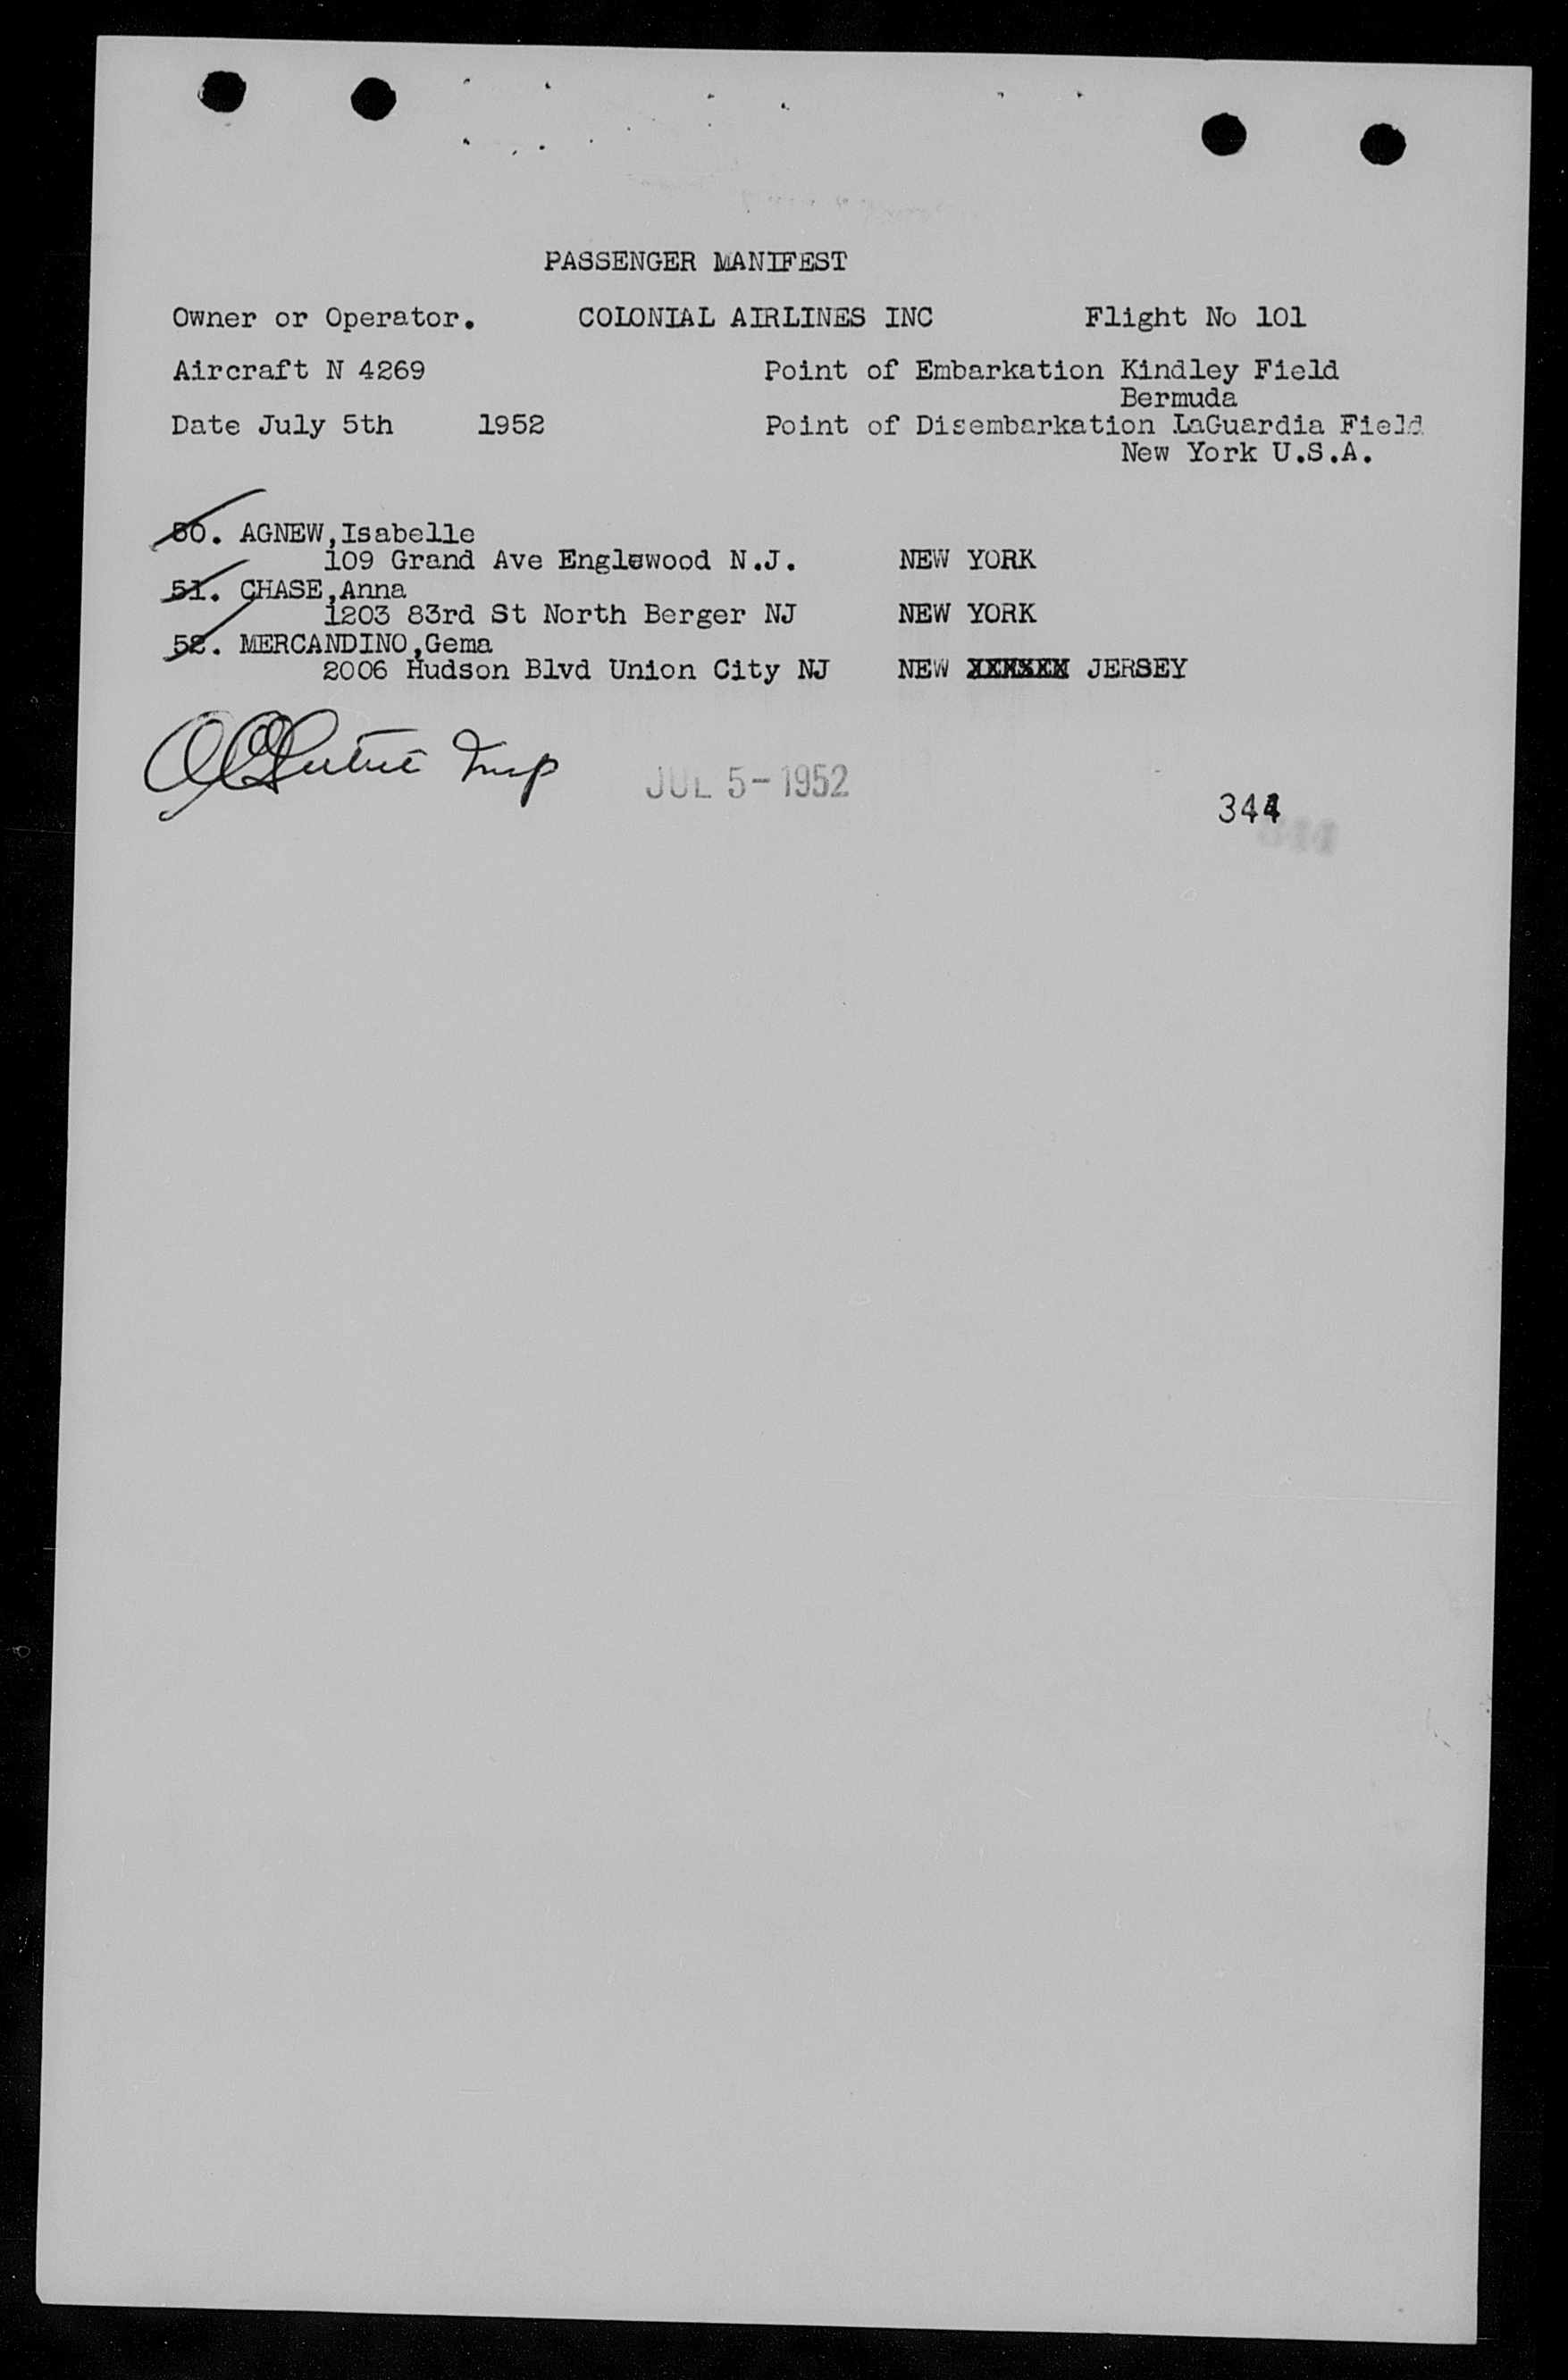 PASSENGER MANIFEST
Owner or Operator. COLONIAL AIRLINES INC Flight No 101
Aircraft N 4269 Point of Embarkation Kindley Field
Bermuda
Date July 5th 1952 Point of Disembarkation LaGuardia Field
New York U.S.A.
50. AGNEW,Isabelle
109 Grand Ave Englewood N.J. NEW YORK
51. CHASE,Anna
1203 83rd St North Berger NJ NEW YORK
52. MERCANDINO,Gema
2006 Hudson Blvd Union City NJ NEW XXXXXX JERSEY
Insp
JUL 5-1952
344